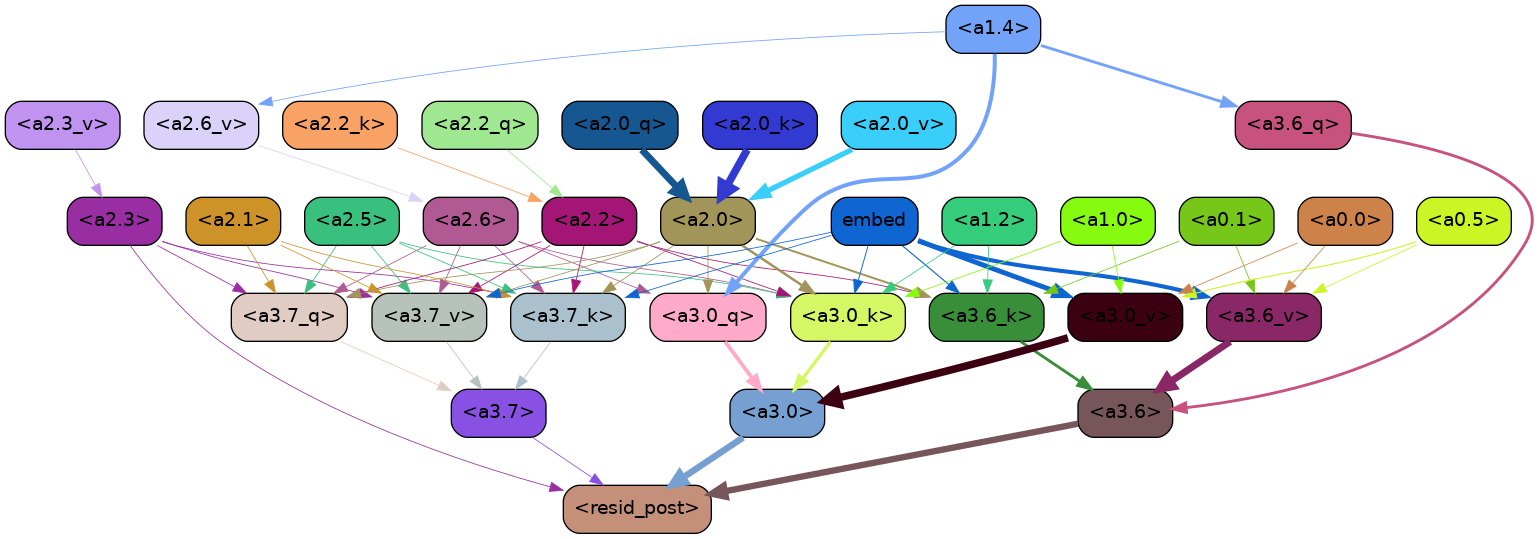 <a1.4>
<a2.3_v>
<a2.6_v>
<a2.2_k>
<a2.2_q>
<a2.0_q>
<a2.0_k>
<a2.0_v>
<a3.6_q>
<a2.3>
<a2.1>
<a2.5>
<a2.6>
<a2.2>
<a2.0>
embed
<a1.2>
<a1.0>
<a0.1>
<a0.0>
<a0.5>
<a3.7_q>
<a3.7_v>
<a3.7_k>
<a3.0_q>
<a3.0_k>
<a3.6_k>
<a3.0_v>
<a3.6_v>
<a3.7>
<a3.0>
<a3.6>
<resid_post>